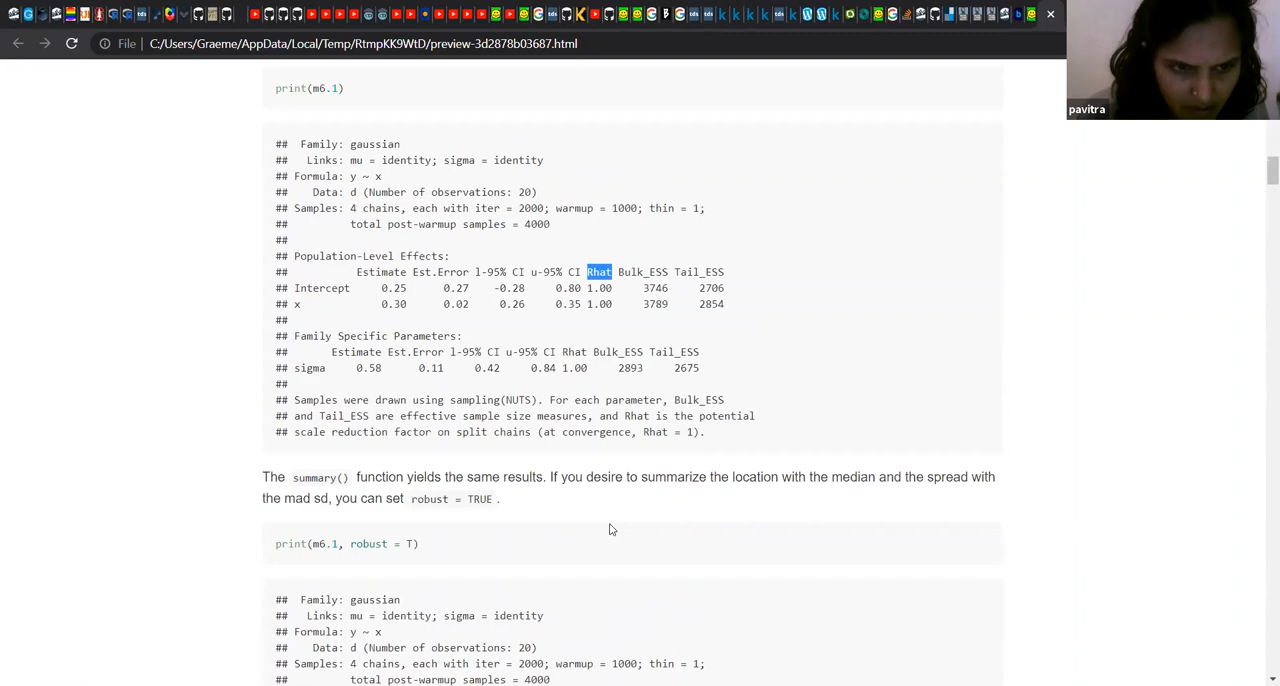 File
C:/Users/Graeme/AppData/Local/Temp/RtmpKK9WtD/preview-3d2878b03687.html
pavitra
print(m6.1)
##  Family: gaussian
##   Links: mu = identity; sigma = identity
## Formula: y ~ x
##    Data: d (Number of observations: 20)
## Samples: 4 chains, each with iter = 2000; warmup = 1000; thin = 1;
##          total post-warmup samples = 4000
##
## Population-Level Effects:
##           Estimate Est.Error l-95% CI u-95% CI Rhat Bulk_ESS Tail_ESS
## Intercept     0.25      0.27    -0.28     0.80 1.00     3746     2706
## x             0.30      0.02     0.26     0.35 1.00     3789     2854
##
## Family Specific Parameters:
##       Estimate Est.Error l-95% CI u-95% CI Rhat Bulk_ESS Tail_ESS
## sigma     0.58      0.11     0.42     0.84 1.00     2893     2675
##
## Samples were drawn using sampling(NUTS). For each parameter, Bulk_ESS
## and Tail_ESS are effective sample size measures, and Rhat is the potential
## scale reduction factor on split chains (at convergence, Rhat = 1).
The summary() function yields the same results. If you desire to summarize the location with the median and the spread with
the mad sd, you can set robust = TRUE .
print(m6.1, robust = T)
##  Family: gaussian
##   Links: mu = identity; sigma = identity
## Formula: y ~ x
##    Data: d (Number of observations: 20)
## Samples: 4 chains, each with iter = 2000; warmup = 1000; thin = 1;
##          total post-warmup samples = 4000